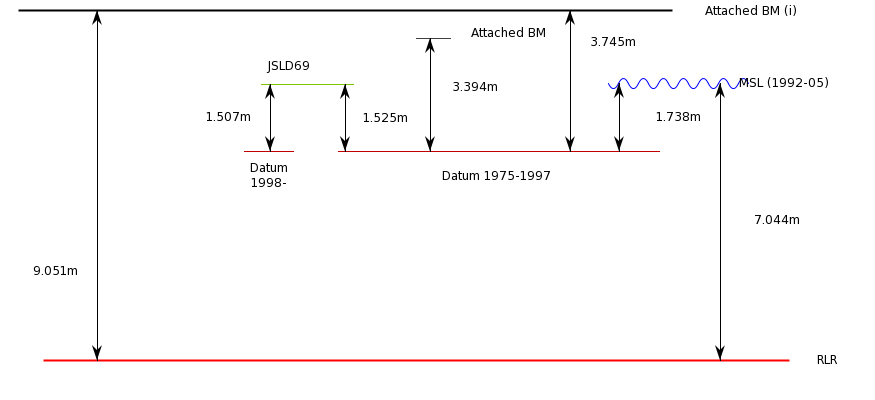 Attached BM (i)
Attached BM
3.745m
JSLD69
3.394m
MSL (1992-05)
1.507m
1.525m
1.738m
Datum
1998-
Datum 1975-1997
7.044m
9.051m
RLR